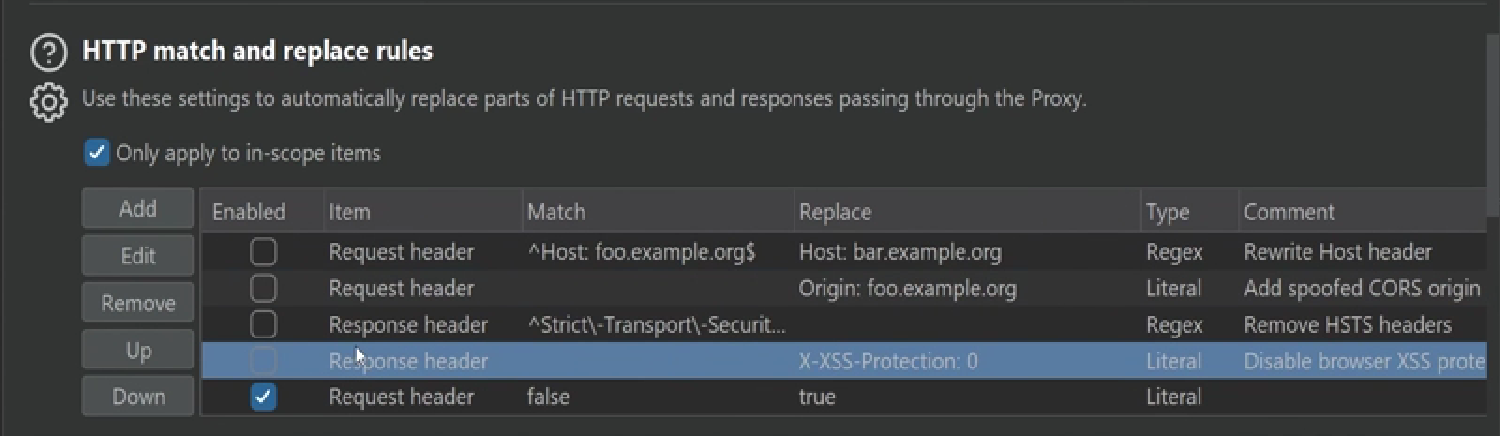 HTTP match and replace rules
Use these settings to automatically replace parts of HTTP requests and responses passing through the Proxy.
Only apply to in-scope items
Add
Edit
Remove
Up
Down
Enabled Item Match Replace Type Comment
Request header ^Host: foo.example.org$ Host: bar.example.org Regex Rewrite Host header
Request header Origin: foo.example.org Literal Add spoofed CORS origin
Response header ^Strict\-Transport\-Securit... Regex Remove HSTS headers
Response header X-XSS-Protection: 0 Literal Disable browser XSS prote
Request header false true Literal